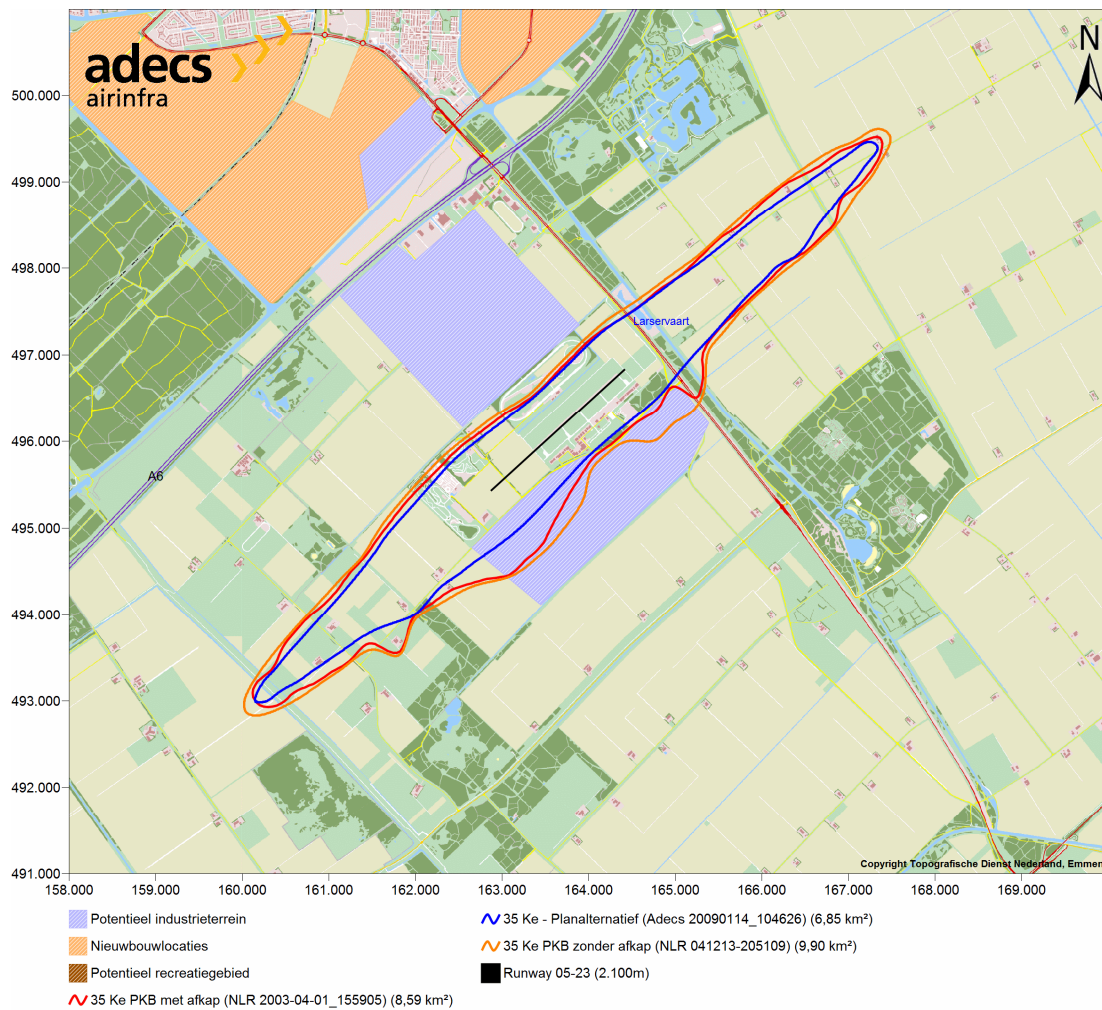 adecs
airinfra
N
500.000
499.000
498.000
Larservaart
497.000
496.000
A6
495.000
494.000
493.000
492.000
Copyright Topografische Dienst Nederland, Emmen
491.000
158.000 159.000 160.000 161.000 162.000 163.000 164.000 165.000 166.000 167.000 168.000 169.000
Potentieel industrieterrein
Nieuwbouwlocaties
Potentieel recreatiegebied
35 Ke PKB met afkap (NLR 2003-04-01_155905) (8,59 km²)
35 Ke - Planalternatief (Adecs 20090114_104626) (6,85 km²)
35 Ke PKB zonder afkap (NLR 041213-205109) (9,90 km²)
Runway 05-23 (2.100m)